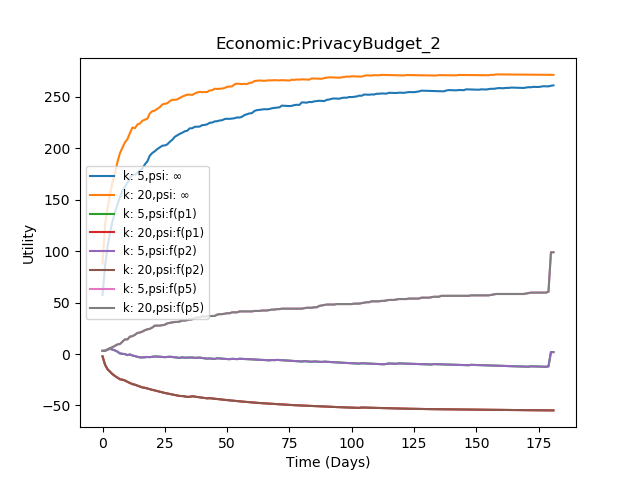 Economic:PrivacyBudget_2
Utility
250
200
150
100
50
0
−50
k: 5,psi: ∞
k: 20,psi: ∞
k: 5,psi:f(p1)
k: 20,psi:f(p1)
k: 5,psi:f(p2)
k: 20,psi:f(p2)
k: 5,psi:f(p5)
k: 20,psi:f(p5)
0 25 50 75 100 125 150 175
Time (Days)